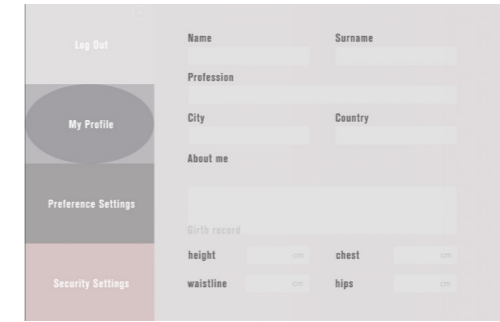 Log Out
My Profile
Preference Settings
Security Settings
Name
Surname
Profession
City
Country
About me
Girth record
height cm
chest cm
waistline cm
hips cm